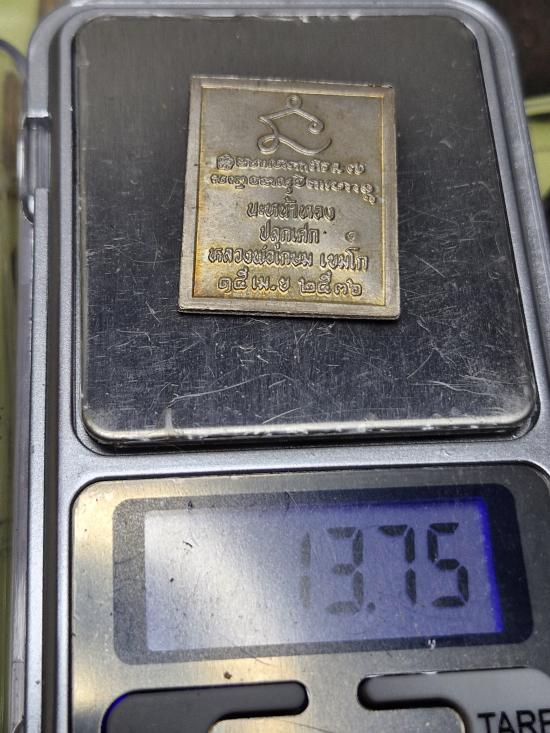 นะหน้าทอง
ปลุกเศก
หลวงพ่อเกษม เขมโก
๑๕ เม.ย ๒๕๓๖
13.75
TARE